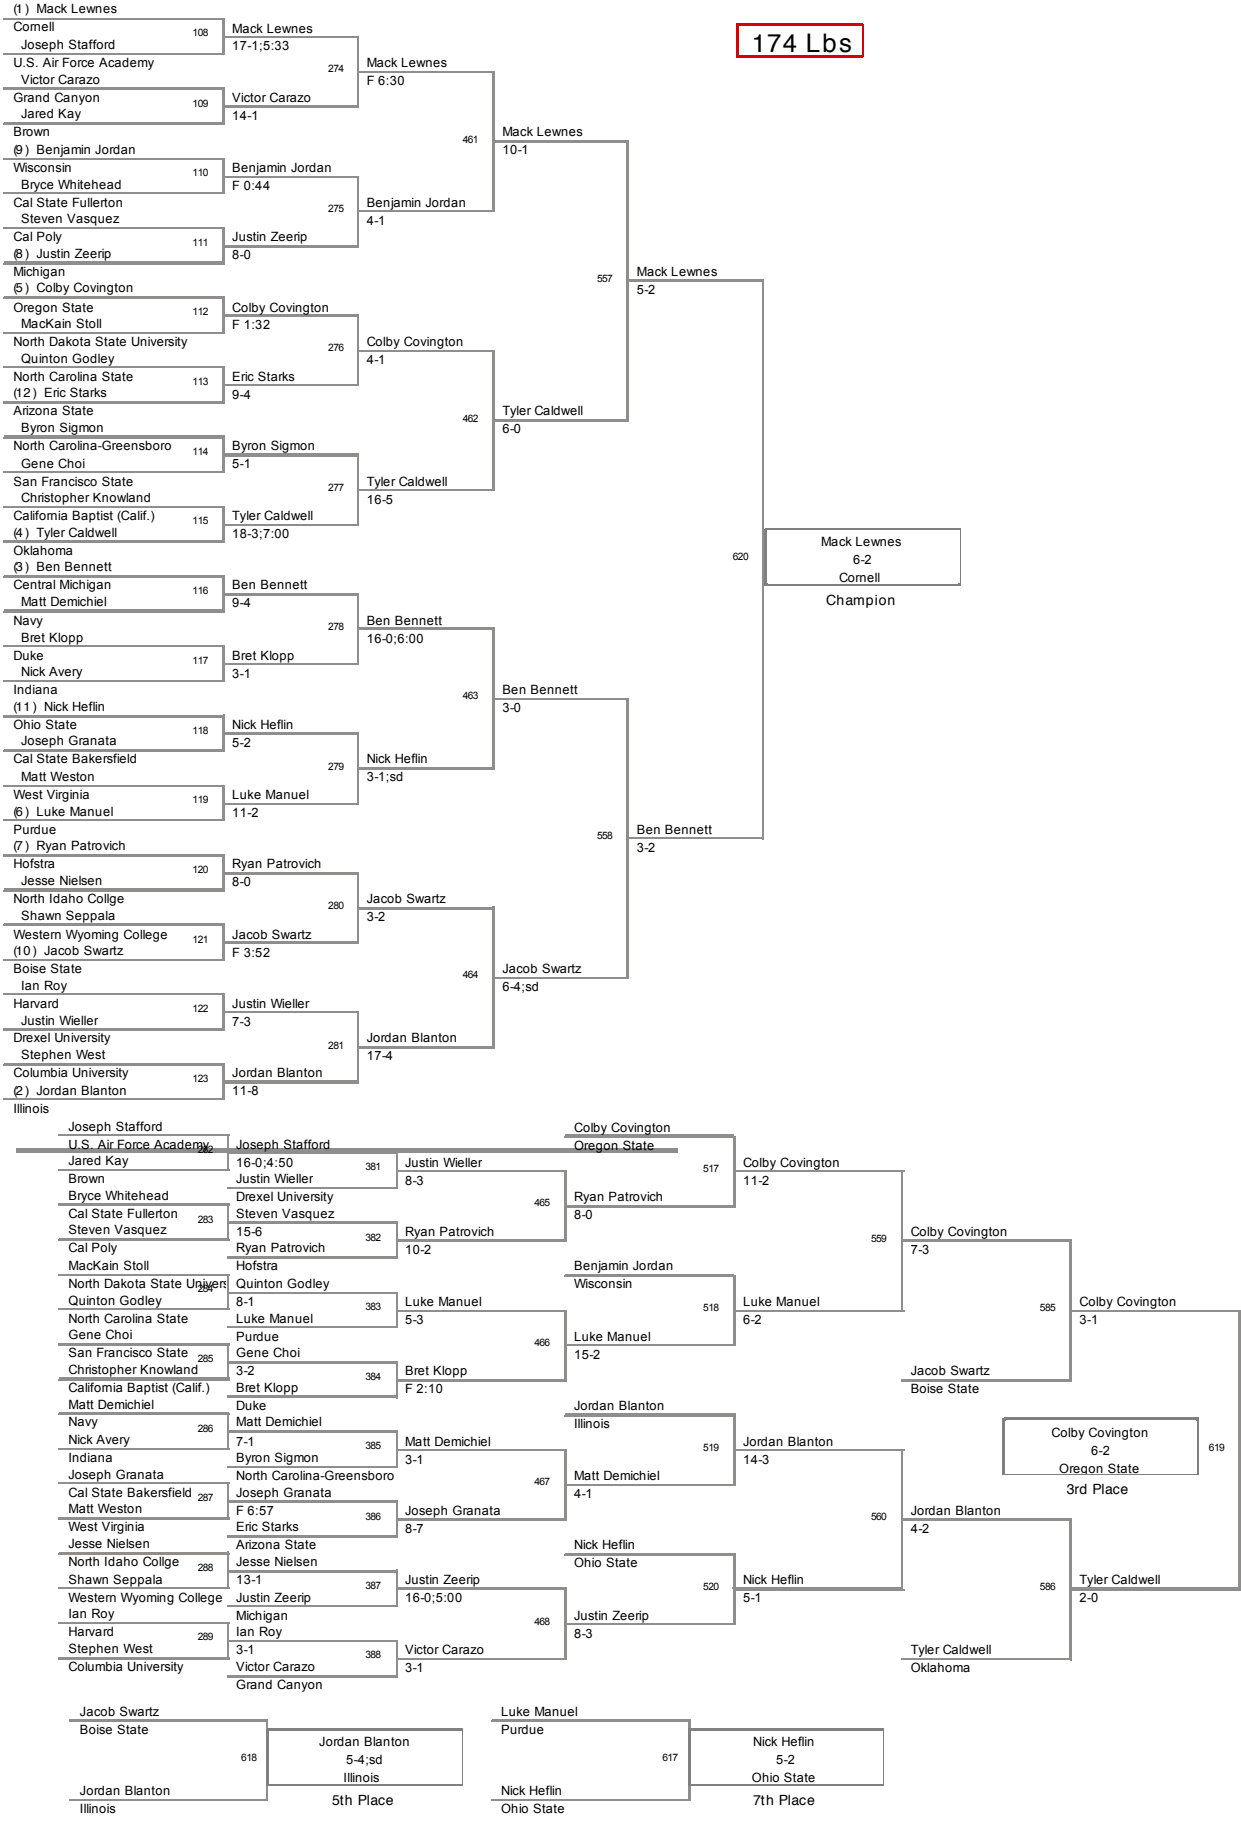 174 Lbs
(1) Mack Lewnes
Cornell
108
Joseph Stafford
U.S. Air Force Academy
Victor Carazo
Grand Canyon
109
Jared Kay
Brown
(9) Benjamin Jordan
Wisconsin
110
Bryce Whitehead
Cal State Fullerton
Steven Vasquez
Cal Poly
111
(8) Justin Zeerip
Michigan
(5) Colby Covington
Oregon State
112
MacKain Stoll
North Dakota State University
Quinton Godley
North Carolina State
113
(12) Eric Starks
Arizona State
Byron Sigmon
North Carolina-Greensboro
114
Gene Choi
San Francisco State
Christopher Knowland
California Baptist (Calif.)
115
(4) Tyler Caldwell
Oklahoma
(3) Ben Bennett
Central Michigan
116
Matt Demichiel
Navy
Bret Klopp
Duke
117
Nick Avery
Indiana
(11) Nick Heflin
Ohio State
118
Joseph Granata
Cal State Bakersfield
Matt Weston
West Virginia
119
(6) Luke Manuel
Purdue
(7) Ryan Patrovich
Hofstra
120
Jesse Nielsen
North Idaho Collge
Shawn Seppala
Western Wyoming College
121
(10) Jacob Swartz
Boise State
Ian Roy
Harvard
122
Justin Wieller
Drexel University
Stephen West
Columbia University
123
(2) Jordan Blanton
Illinois
Mack Lewnes
17-1;5:33
274
Victor Carazo
14-1
Benjamin Jordan
F 0:44
275
Justin Zeerip
8-0
Colby Covington
F 1:32
276
Eric Starks
9-4
Byron Sigmon
5-1
277
Tyler Caldwell
18-3;7:00
Ben Bennett
9-4
278
Bret Klopp
3-1
Nick Heflin
5-2
279
Luke Manuel
11-2
Ryan Patrovich
8-0
280
Jacob Swartz
F 3:52
Justin Wieller
7-3
281
Jordan Blanton
11-8
Mack Lewnes
F 6:30
461
Benjamin Jordan
4-1
Colby Covington
4-1
462
Tyler Caldwell
16-5
Ben Bennett
16-0;6:00
463
Nick Heflin
3-1;sd
Jacob Swartz
3-2
464
Jordan Blanton
17-4
Mack Lewnes
10-1
557
Tyler Caldwell
6-0
Ben Bennett
3-0
558
Jacob Swartz
6-4;sd
Mack Lewnes
5-2
620
Ben Bennett
3-2
Mack Lewnes
6-2
Cornell
Champion
Joseph Stafford
U.S. Air Force Academy
282
Jared Kay
Brown
Bryce Whitehead
Cal State Fullerton
283
Steven Vasquez
Cal Poly
MacKain Stoll
North Dakota State Univers
284
Quinton Godley
North Carolina State
Gene Choi
San Francisco State
285
Christopher Knowland
California Baptist (Calif.)
Matt Demichiel
Navy
286
Nick Avery
Indiana
Joseph Granata
Cal State Bakersfield
287
Matt Weston
West Virginia
Jesse Nielsen
North Idaho Collge
288
Shawn Seppala
Western Wyoming College
Ian Roy
Harvard
289
Stephen West
Columbia University
Joseph Stafford
16-0;4:50
381
Justin Wieller
Drexel University
Steven Vasquez
15-6
382
Ryan Patrovich
Hofstra
Quinton Godley
8-1
383
Luke Manuel
Purdue
Gene Choi
3-2
384
Bret Klopp
Duke
Matt Demichiel
7-1
385
Byron Sigmon
North Carolina-Greensboro
Joseph Granata
F 6:57
386
Eric Starks
Arizona State
Jesse Nielsen
13-1
387
Justin Zeerip
Michigan
Ian Roy
3-1
388
Victor Carazo
Grand Canyon
Justin Wieller
8-3
465
Ryan Patrovich
10-2
Luke Manuel
5-3
466
Bret Klopp
F 2:10
Matt Demichiel
3-1
467
Joseph Granata
8-7
Justin Zeerip
16-0;5:00
468
Victor Carazo
3-1
Colby Covington
Oregon State
517
Ryan Patrovich
8-0
Benjamin Jordan
Wisconsin
518
Luke Manuel
15-2
Jordan Blanton
Illinois
519
Matt Demichiel
4-1
Nick Heflin
Ohio State
520
Justin Zeerip
8-3
Colby Covington
11-2
559
Luke Manuel
6-2
Jordan Blanton
14-3
560
Nick Heflin
5-1
Colby Covington
7-3
585
Jacob Swartz
Boise State
Jordan Blanton
4-2
586
Tyler Caldwell
Oklahoma
Colby Covington
3-1
619
Tyler Caldwell
2-0
Colby Covington
6-2
Oregon State
3rd Place
Jacob Swartz
Boise State
618
Jordan Blanton
Illinois
Jordan Blanton
5-4;sd
Illinois
5th Place
Luke Manuel
Purdue
617
Nick Heflin
Ohio State
Nick Heflin
5-2
Ohio State
7th Place